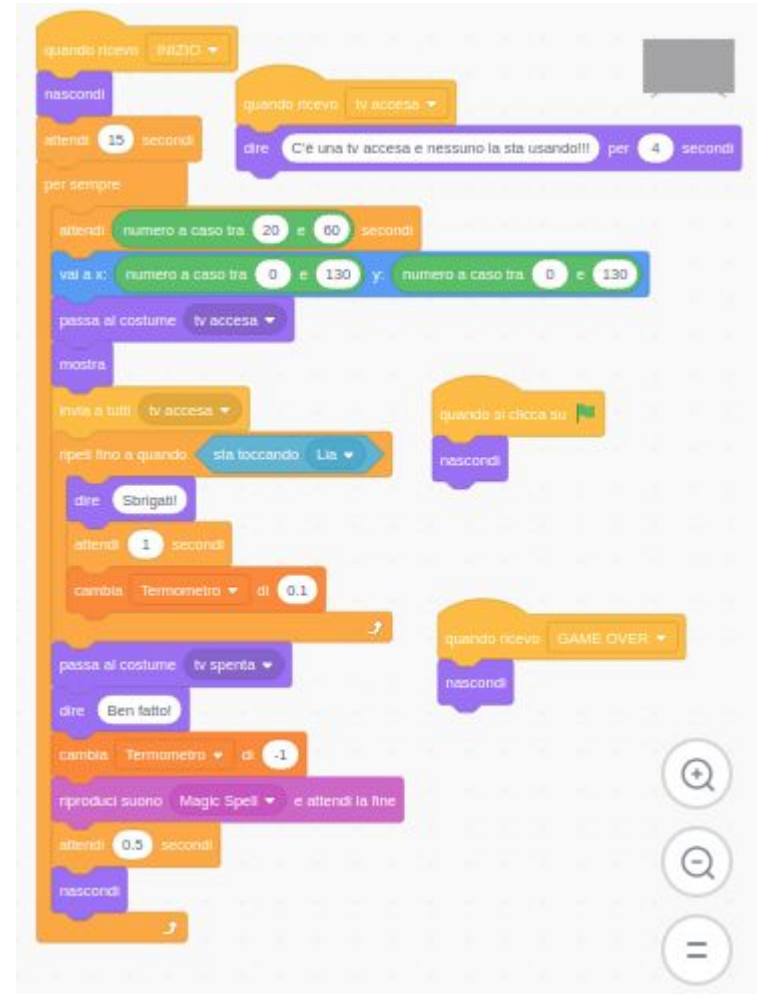 quando ricevo INIZIO
nascondi
attendi 15 secondi
per sempre
attendi numero a caso tra 20 e 60 secondi
vai a x: numero a caso tra 0 e 130 y: numero a caso tra 0 e 130
passa al costume tv accesa
mostra
invia a tutti tv accesa
ripeti fino a quando sta toccando Lia
dire Sbrigati!
attendi 1 secondi
cambia Termometro di 0.1
passa al costume tv spenta
dire Ben fatto!
cambia Termometro di -1
riproduci suono Magic Spell e attendi la fine
attendi 0.5 secondi
nascondi
quando ricevo tv accesa
dire C'è una tv accesa e nessuno la sta usando!!! per 4 secondi
quando si clicca su
nascondi
quando ricevo GAME OVER
nascondi